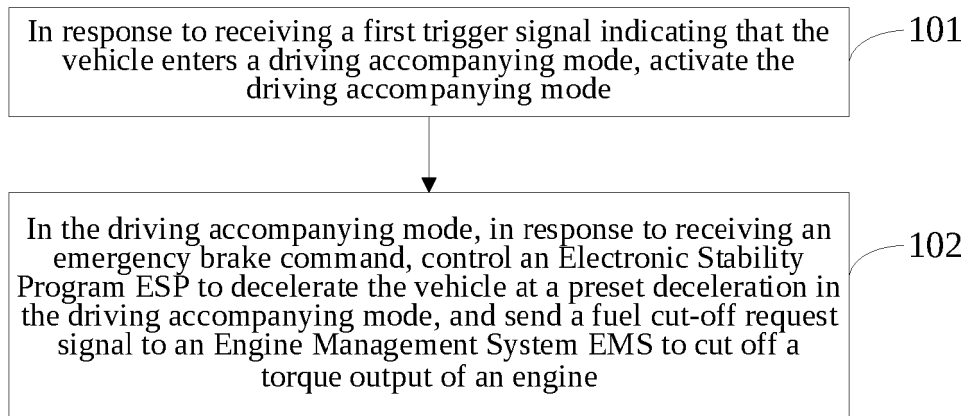 In response to receiving a first trigger signal indicating that the
vehicle enters a driving accompanying mode, activate the
driving accompanying mode
101
In the driving accompanying mode, in response to receiving an
emergency brake command, control an Electronic Stability
Program ESP to decelerate the vehicle at a preset deceleration in
the driving accompanying mode, and send a fuel cut-off request
signal to an Engine Management System EMS to cut off a
torque output of an engine
102